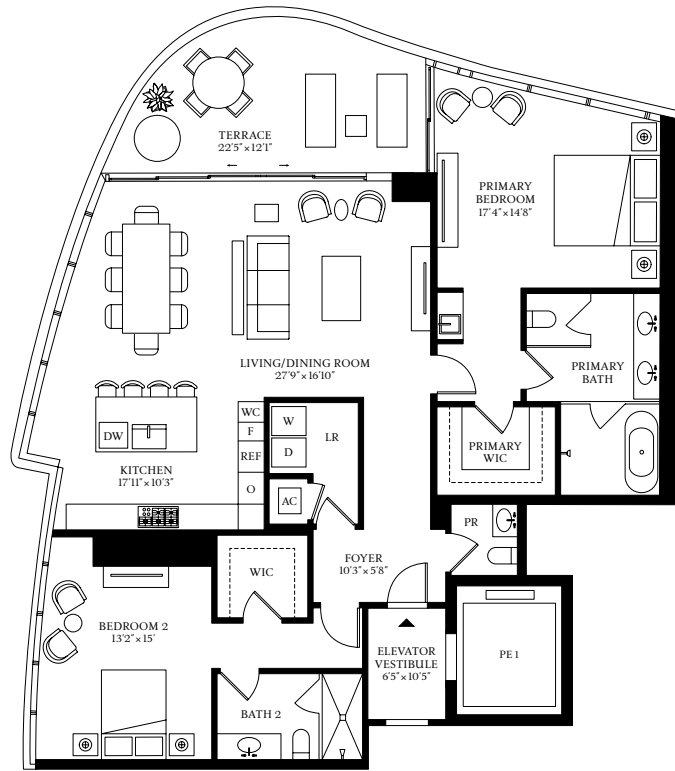 TERRACE
22'5" × 12'1"
PRIMARY
BEDROOM
17'4" × 14'8"
LIVING/DINING ROOM
27'9" × 16'10"
PRIMARY
BATH
WC
F
REF
O
W
D
LR
AC
DW
KITCHEN
17'11" × 10'3"
PRIMARY
WIC
PR
FOYER
10'3" × 5'8"
WIC
BEDROOM 2
13'2" × 15'
ELEVATOR
VESTIBULE
6'5" × 10'5"
PE 1
BATH 2